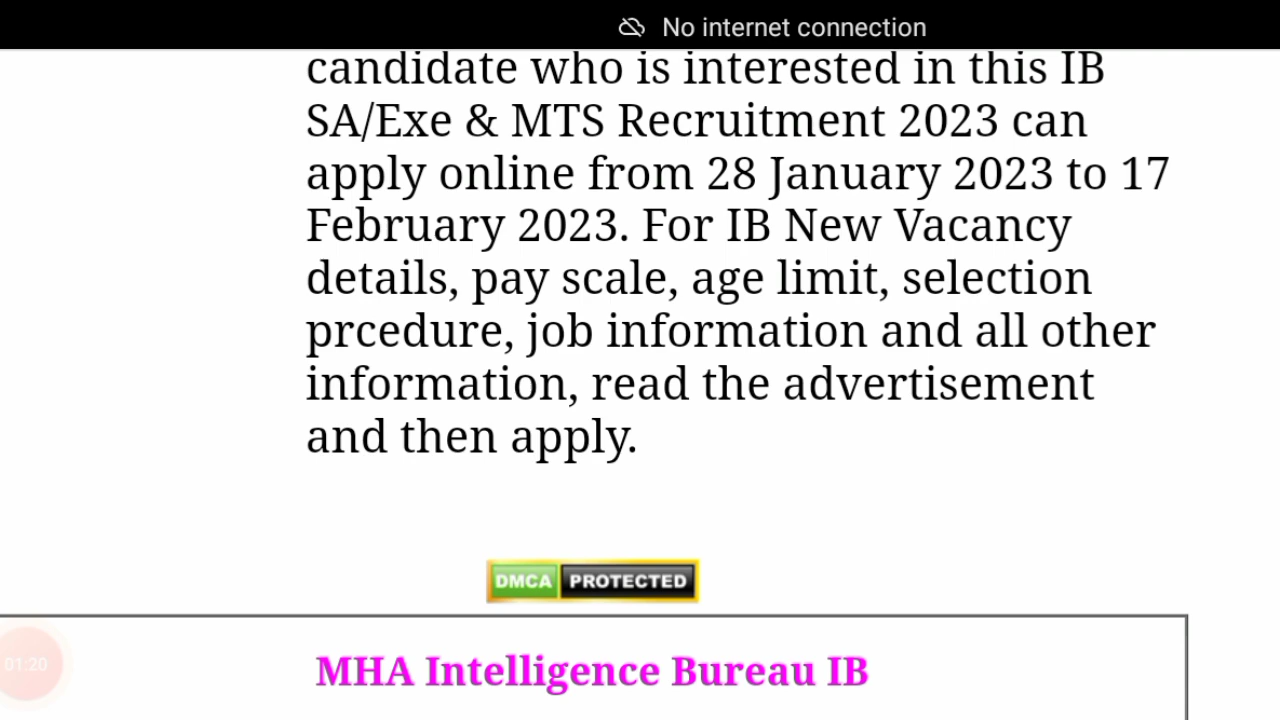 No internet connection
candidate who is interested in this IB
SA/Exe & MTS Recruitment 2023 can
apply online from 28 January 2023 to 17
February 2023. For IB New Vacancy
details, pay scale, age limit, selection
prcedure, job information and all other
information, read the advertisement
and then apply.
DMCA PROTECTED
01:20
MHA Intelligence Bureau IB